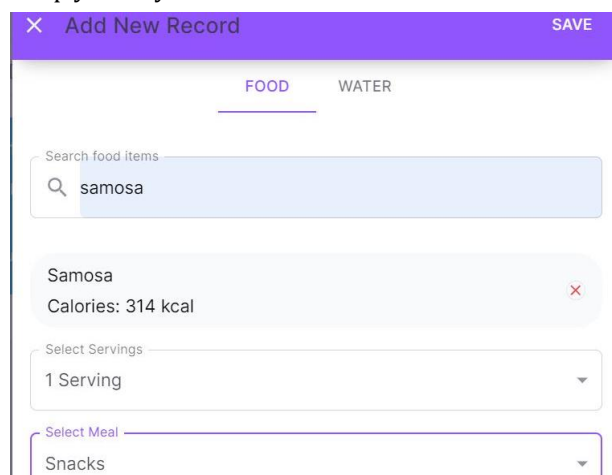 Add New Record SAVE
FOOD WATER
Search food items
samosa
Samosa
Calories: 314 kcal
Select Servings
1 Serving
Select Meal
Snacks